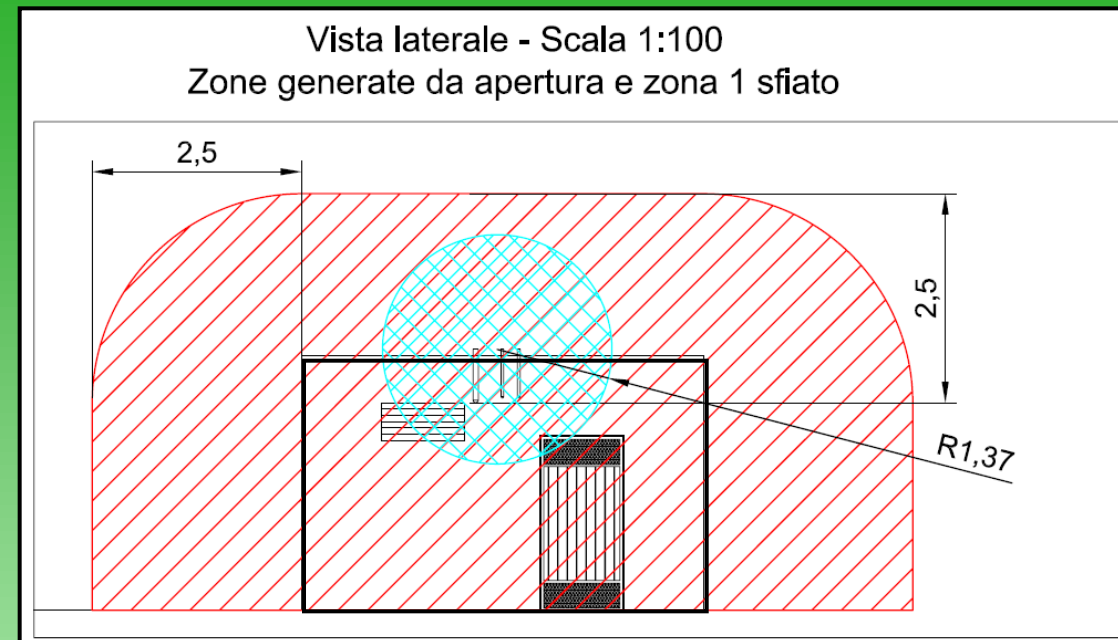 Vista laterale - Scala 1:100
Zone generate da apertura e zona 1 sfiato
2,5
2,5
R1,37